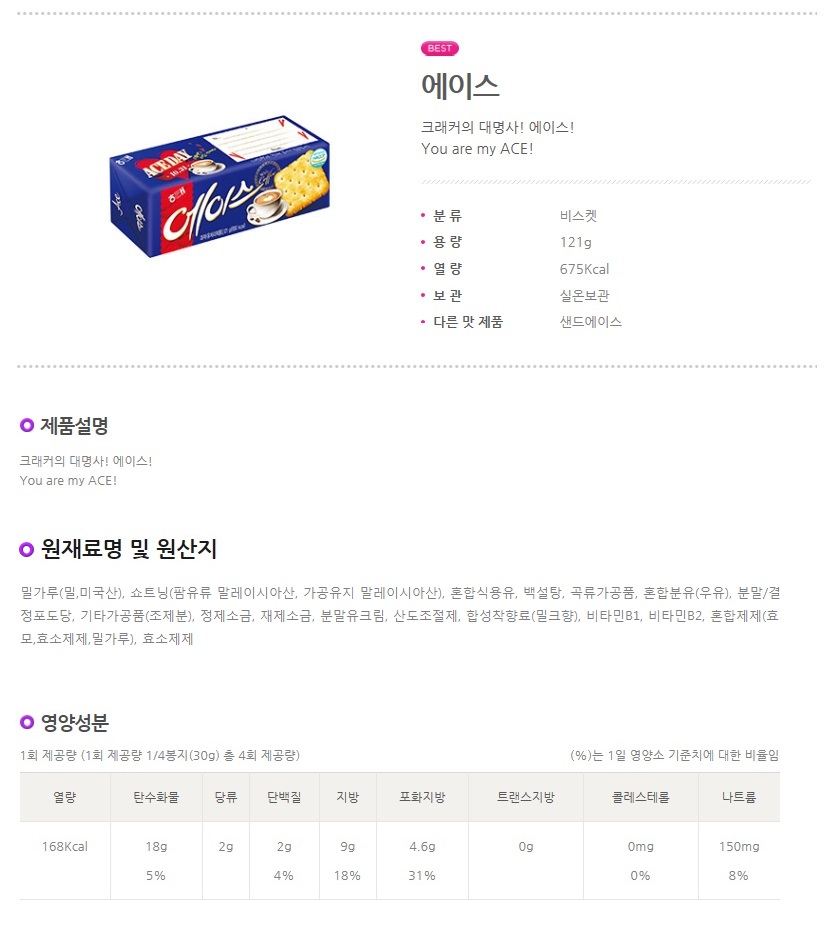 BEST
에이스
크래커의 대명사! 에이스!
You are my ACE!
ACE DAY
10.31
해태
에이스
Ace
• 분 류 비스켓
• 용 량 121g
• 열 량 675Kcal
• 보 관 실온보관
• 다른 맛 제품 샌드에이스
제품설명
크래커의 대명사! 에이스!
You are my ACE!
원재료명 및 원산지
밀가루(밀,미국산), 쇼트닝(팜유류 말레이시아산, 가공유지 말레이시아산), 혼합식용유, 백설탕, 곡류가공품, 혼합분유(우유), 분말/결
정포도당, 기타가공품(조제분), 정제소금, 재제소금, 분말유크림, 산도조절제, 합성착향료(밀크향), 비타민B1, 비타민B2, 혼합제제(효
모,효소제제,밀가루), 효소제제
영양성분
1회 제공량 (1회 제공량 1/4봉지(30g) 총 4회 제공량) (%)는 1일 영양소 기준치에 대한 비율임
열량 탄수화물 당류 단백질 지방 포화지방 트랜스지방 콜레스테롤 나트륨
168Kcal 18g 2g 2g 9g 4.6g 0g 0mg 150mg
5% 4% 18% 31% 0% 8%